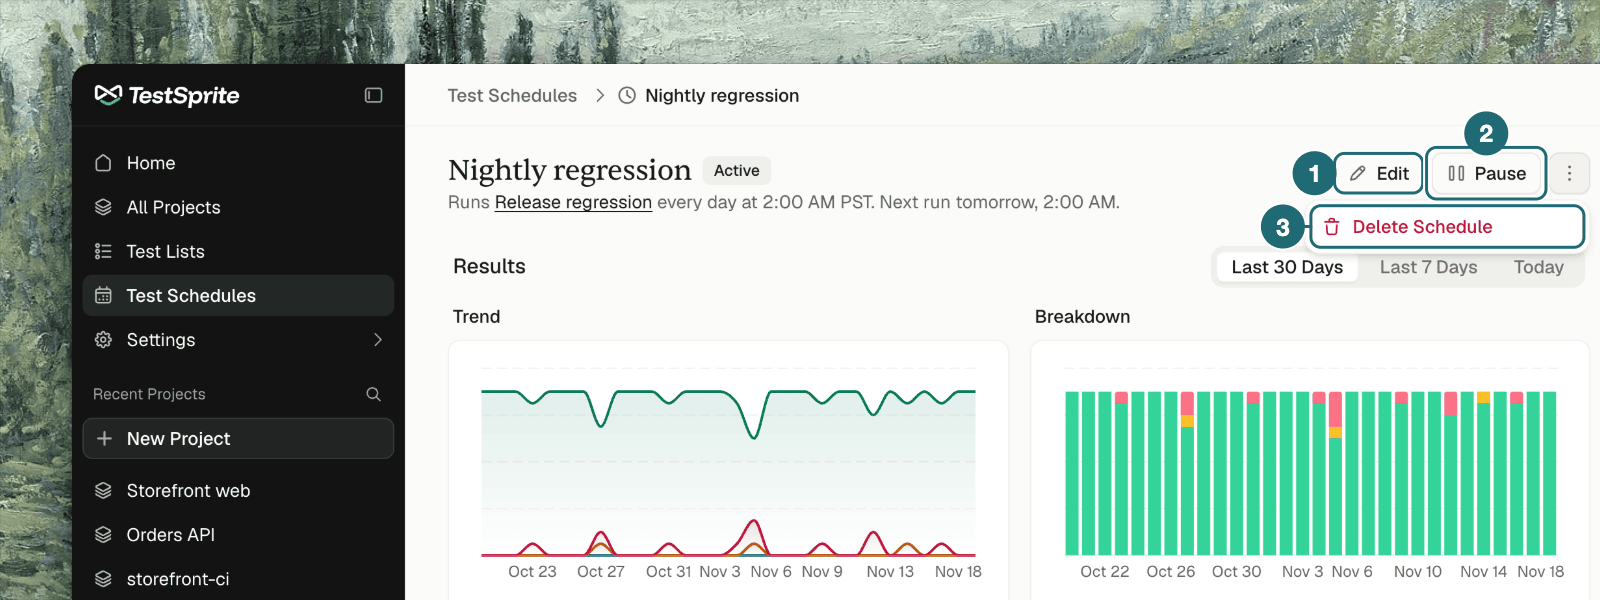 TestSprite
Home
All Projects
Test Lists
Test Schedules
Settings
Recent Projects
New Project
Storefront web
Orders API
storefront-ci
Test Schedules > Nightly regression
Nightly regression Active
Runs Release regression every day at 2:00 AM PST. Next run tomorrow, 2:00 AM.
1 Edit
2
Pause
3 Delete Schedule
Results
Last 30 Days Last 7 Days Today
Trend
Oct 23 Oct 27 Oct 31 Nov 3 Nov 6 Nov 9 Nov 13 Nov 18
Breakdown
Oct 22 Oct 26 Oct 30 Nov 3 Nov 6 Nov 10 Nov 14 Nov 18